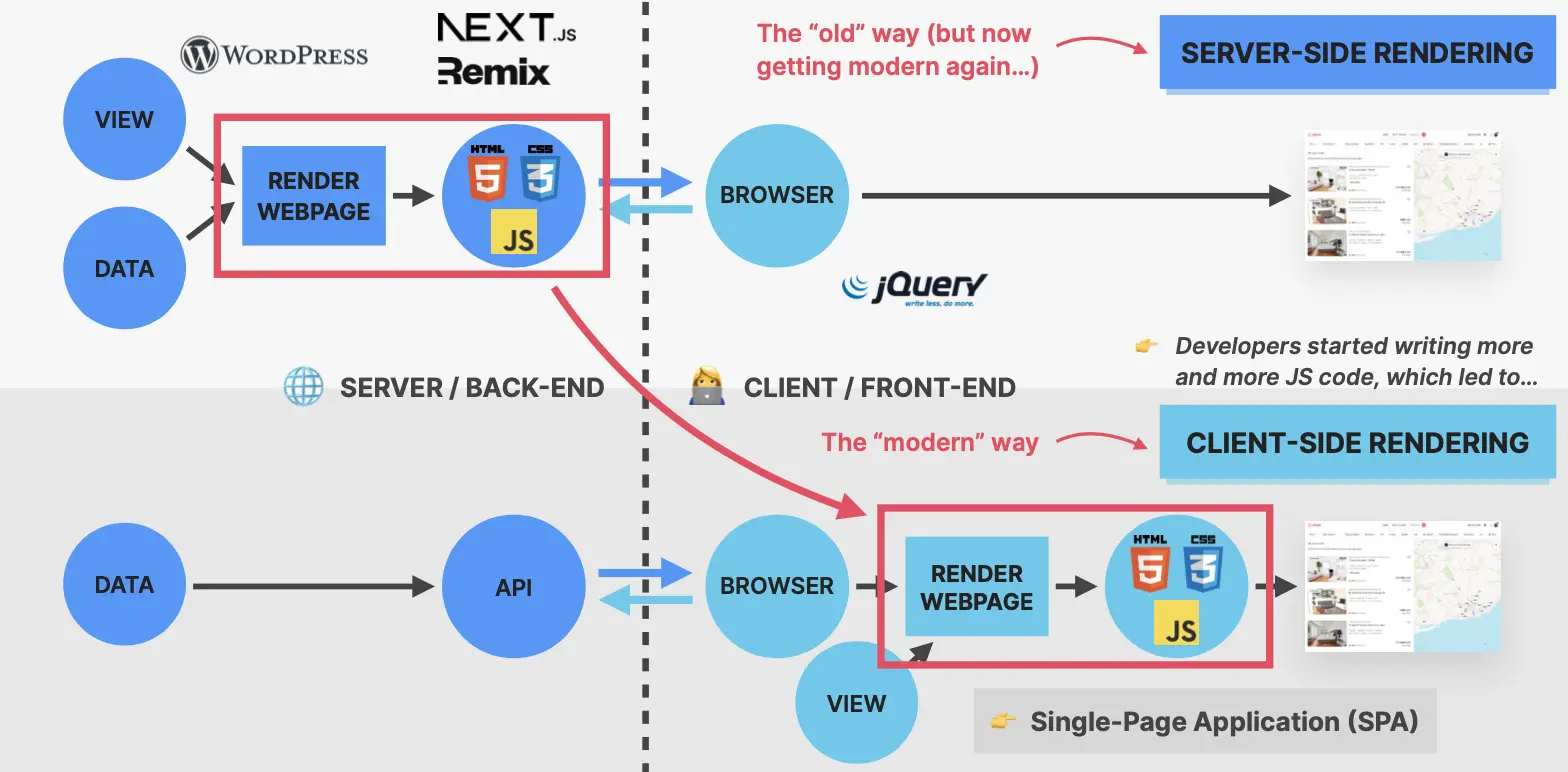 WORDPRESS
NEXT.JS
Remix
The “old” way (but now
getting modern again...)
SERVER-SIDE RENDERING
VIEW
DATA
RENDER
WEBPAGE
HTML
5
CSS
3
JS
BROWSER
jQuery
write less, do more.
Developers started writing more
and more JS code, which led to...
SERVER / BACK-END
CLIENT / FRONT-END
The “modern” way
CLIENT-SIDE RENDERING
DATA
API
BROWSER
RENDER
WEBPAGE
HTML
5
CSS
3
JS
VIEW
Single-Page Application (SPA)